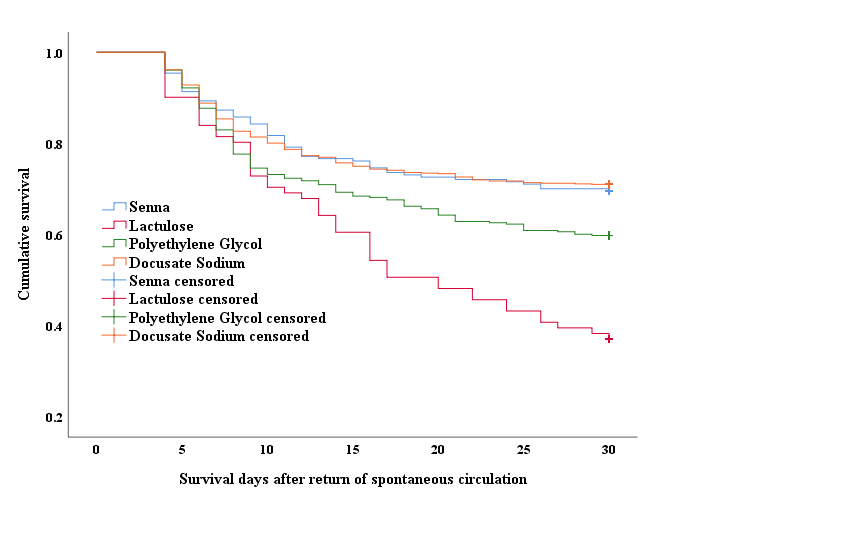 1.0
0.8
0.6
0.4
0.2
Cumulative survival
Senna
Lactulose
Polyethylene Glycol
Docusate Sodium
Senna censored
Lactulose censored
Polyethylene Glycol censored
Docusate Sodium censored
0 5 10 15 20 25 30
Survival days after return of spontaneous circulation